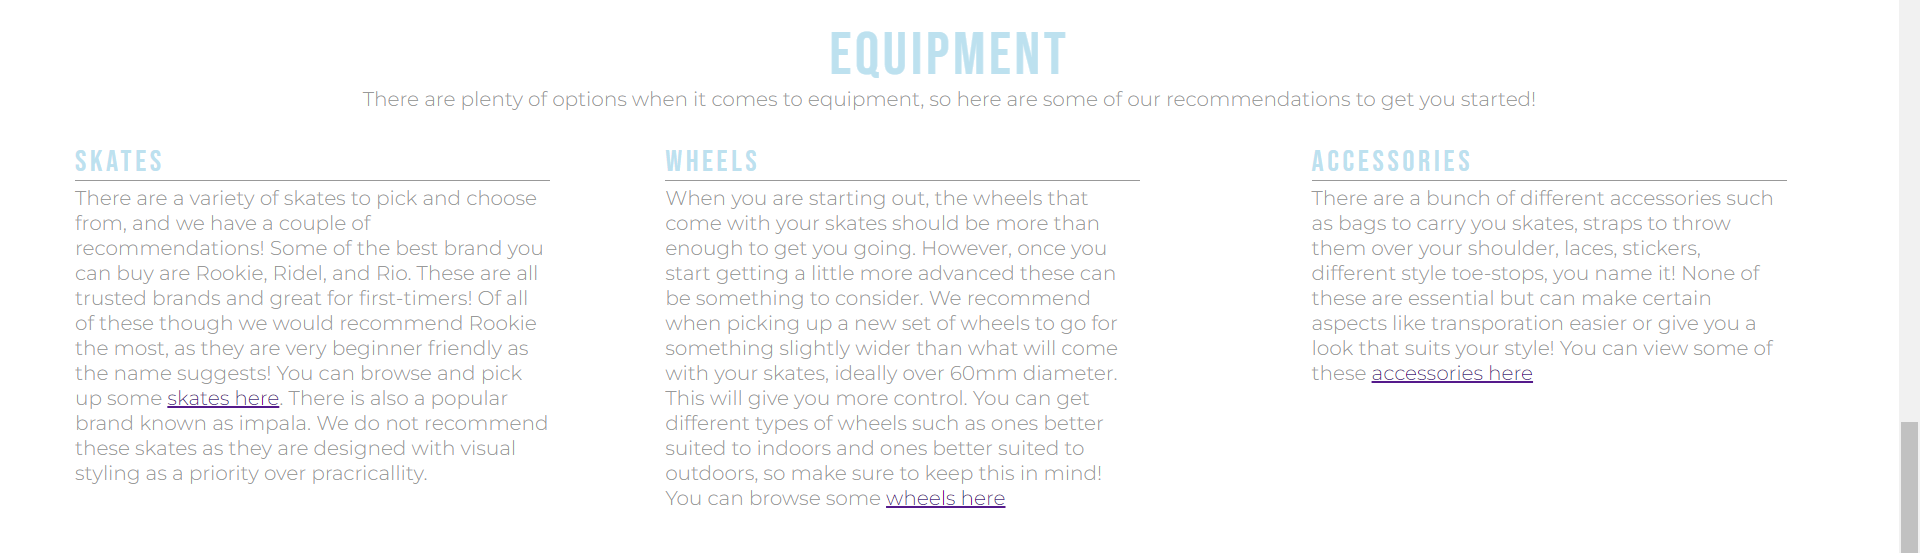 EQUIPMENT
There are plenty of options when it comes to equipment, so here are some of our recommendations to get you started!
SKATES
There are a variety of skates to pick and choose
from, and we have a couple of
recommendations! Some of the best brand you
can buy are Rookie, Ridel, and Rio. These are all
trusted brands and great for first-timers! Of all
of these though we would recommend Rookie
the most, as they are very beginner friendly as
the name suggests! You can browse and pick
up some skates here. There is also a popular
brand known as impala. We do not recommend
these skates as they are designed with visual
styling as a priority over pracricallity.
WHEELS
When you are starting out, the wheels that
come with your skates should be more than
enough to get you going. However, once you
start getting a little more advanced these can
be something to consider. We recommend
when picking up a new set of wheels to go for
something slightly wider than what will come
with your skates, ideally over 60mm diameter.
This will give you more control. You can get
different types of wheels such as ones better
suited to indoors and ones better suited to
outdoors, so make sure to keep this in mind!
You can browse some wheels here
ACCESSORIES
There are a bunch of different accessories such
as bags to carry you skates, straps to throw
them over your shoulder, laces, stickers,
different style toe-stops, you name it! None of
these are essential but can make certain
aspects like transporation easier or give you a
look that suits your style! You can view some of
these accessories here